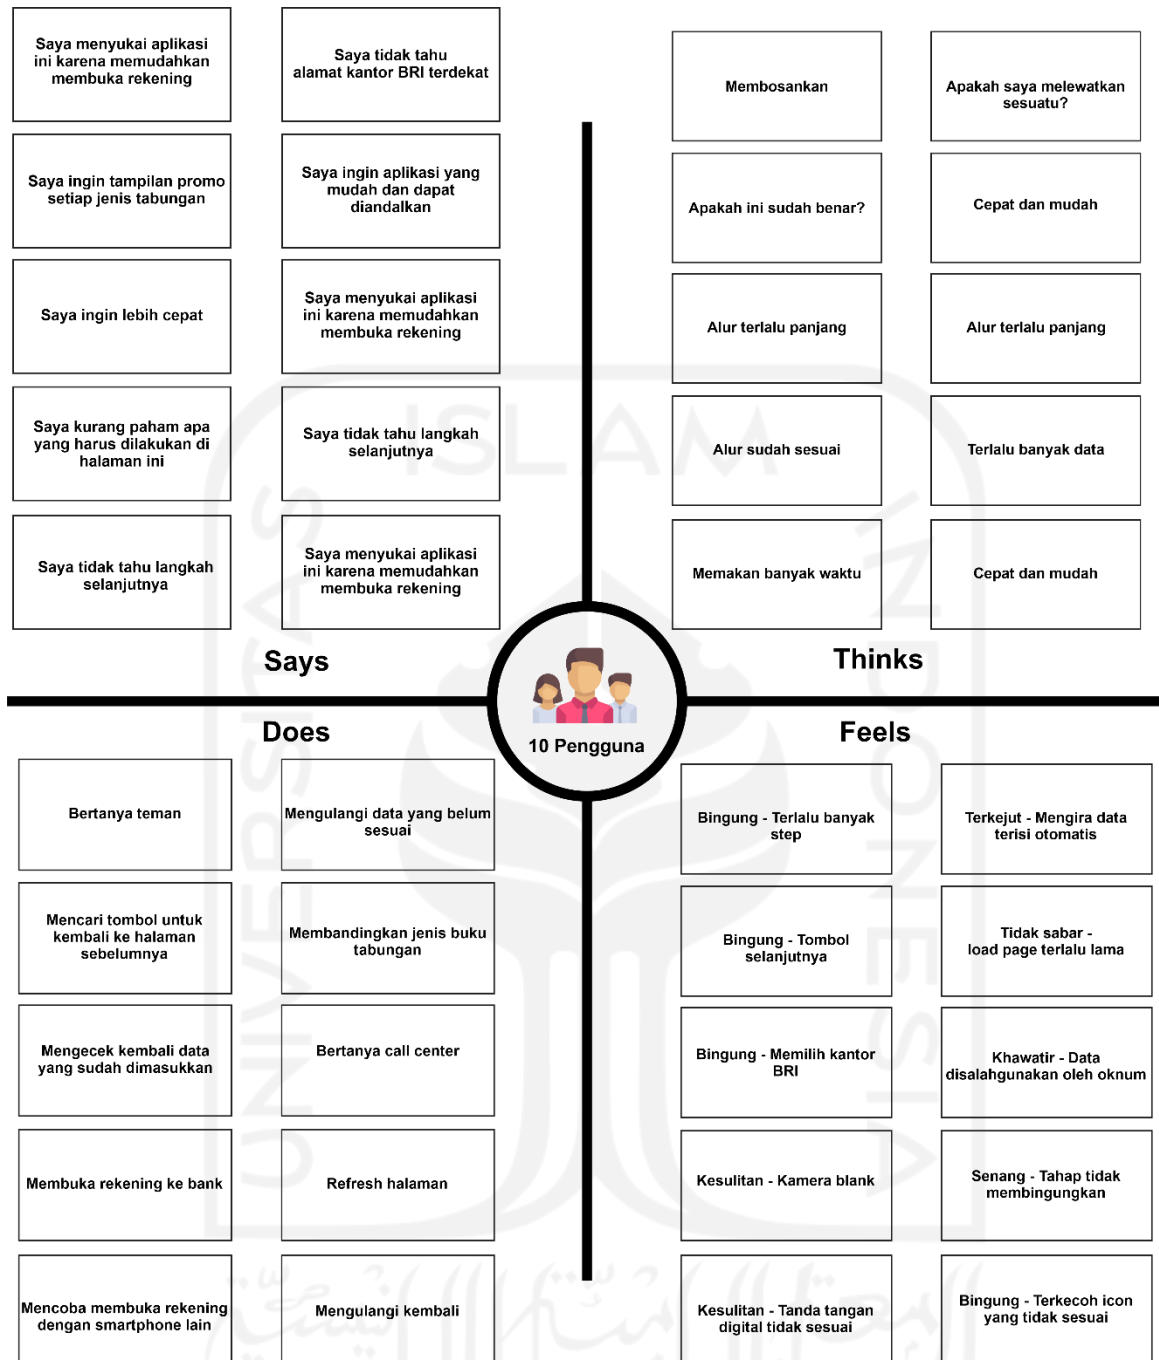 Saya menyukai aplikasi
ini karena memudahkan
membuka rekening
Saya tidak tahu
alamat kantor BRI terdekat
Saya ingin tampilan promo
setiap jenis tabungan
Saya ingin aplikasi yang
mudah dan dapat
diandalkan
Saya ingin lebih cepat
Saya menyukai aplikasi
ini karena memudahkan
membuka rekening
Saya kurang paham apa
yang harus dilakukan di
halaman ini
Saya tidak tahu langkah
selanjutnya
Saya tidak tahu langkah
selanjutnya
Saya menyukai aplikasi
ini karena memudahkan
membuka rekening
Says
Membosankan
Apakah saya melewatkan
sesuatu?
Apakah ini sudah benar?
Cepat dan mudah
Alur terlalu panjang
Alur terlalu panjang
Alur sudah sesuai
Terlalu banyak data
Memakan banyak waktu
Cepat dan mudah
Thinks
10 Pengguna
Does
Bertanya teman
Mengulangi data yang belum
sesuai
Mencari tombol untuk
kembali ke halaman
sebelumnya
Membandingkan jenis buku
tabungan
Mengecek kembali data
yang sudah dimasukkan
Bertanya call center
Membuka rekening ke bank
Refresh halaman
Mencoba membuka rekening
dengan smartphone lain
Mengulangi kembali
Feels
Bingung - Terlalu banyak
step
Terkejut - Mengira data
terisi otomatis
Bingung - Tombol
selanjutnya
Tidak sabar -
load page terlalu lama
Bingung - Memilih kantor
BRI
Khawatir - Data
disalahgunakan oleh oknum
Kesulitan - Kamera blank
Senang - Tahap tidak
membingungkan
Kesulitan - Tanda tangan
digital tidak sesuai
Bingung - Terkecoh icon
yang tidak sesuai
UNIVERSITAS
ISLAM
INDONESIA